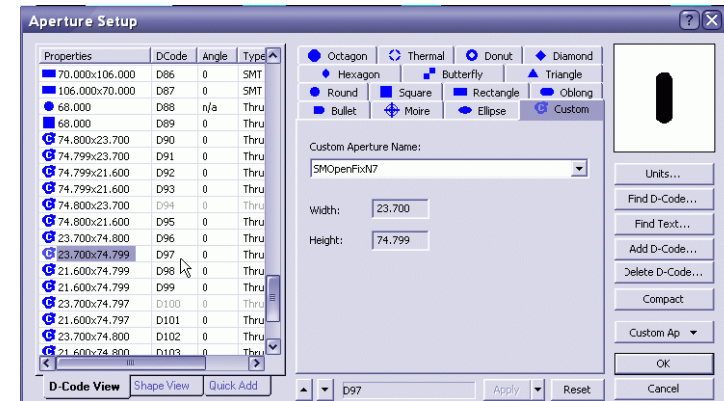 Aperture Setup
Properties DCode Angle Type
70.000x106.000 D86 0 SMT
106.000x70.000 D87 0 SMT
68.000 D88 n/a Thru
68.000 D89 0 Thru
74.800x23.700 D90 0 Thru
74.799x23.700 D91 0 Thru
74.799x21.600 D92 0 Thru
74.799x21.600 D93 0 Thru
74.800x23.700 D94 0 Thru
74.800x21.600 D95 0 Thru
23.700x74.800 D96 0 Thru
23.700x74.799 D97 0 Thru
21.600x74.799 D98 0 Thru
21.600x74.799 D99 0 Thru
23.700x74.797 D100 0 Thru
21.600x74.797 D101 0 Thru
23.700x74.800 D102 0 Thru
21.600x74.800 D103 0 Thru
D-Code View Shape View Quick Add
Octagon Thermal Donut Diamond
Hexagon Butterfly Triangle
Round Square Rectangle Oblong
Bullet Moire Ellipse Custom
Custom Aperture Name:
SMOpenFixN7
Width: 23.700
Height: 74.799
D97 Apply Reset
Units...
Find D-Code...
Find Text...
Add D-Code...
Delete D-Code...
Compact
Custom Ap
OK
Cancel